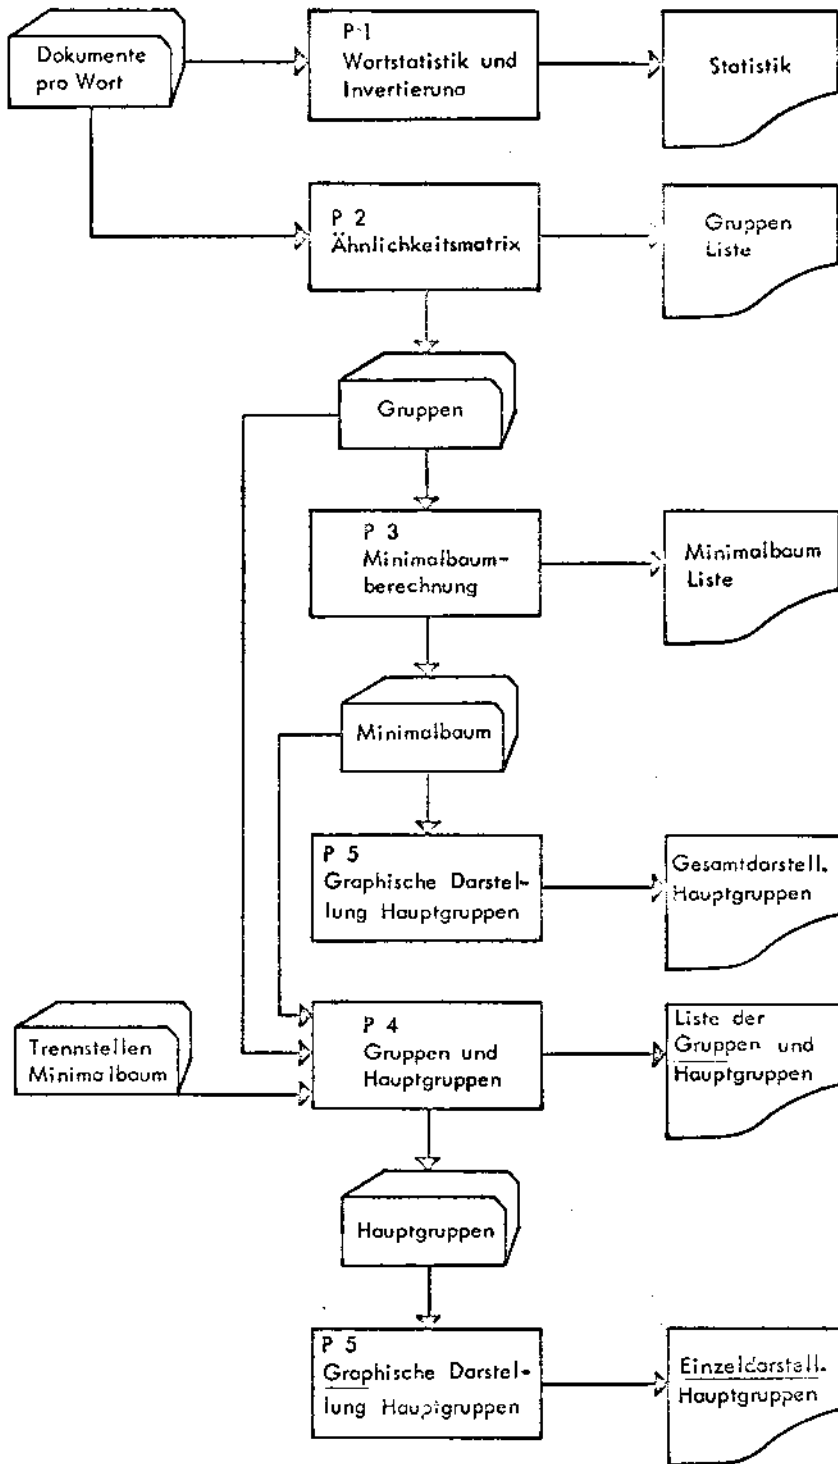 Dokumente
pro Wort
P 1
Wortstatistik und
Invertierung
Statistik
P 2
Ähnlichkeitsmatrix
Gruppen
Liste
Gruppen
P 3
Minimalbaum-
berechnung
Minimalbaum
Liste
Minimalbaum
P 5
Graphische Darstel-
lung Hauptgruppen
Gesamtdarstell.
Hauptgruppen
Trennstellen
Minimalbaum
P 4
Gruppen und
Hauptgruppen
Liste der
Gruppen und
Hauptgruppen
Hauptgruppen
P 5
Graphische Darstel-
lung Hauptgruppen
Einzeldarstell.
Hauptgruppen